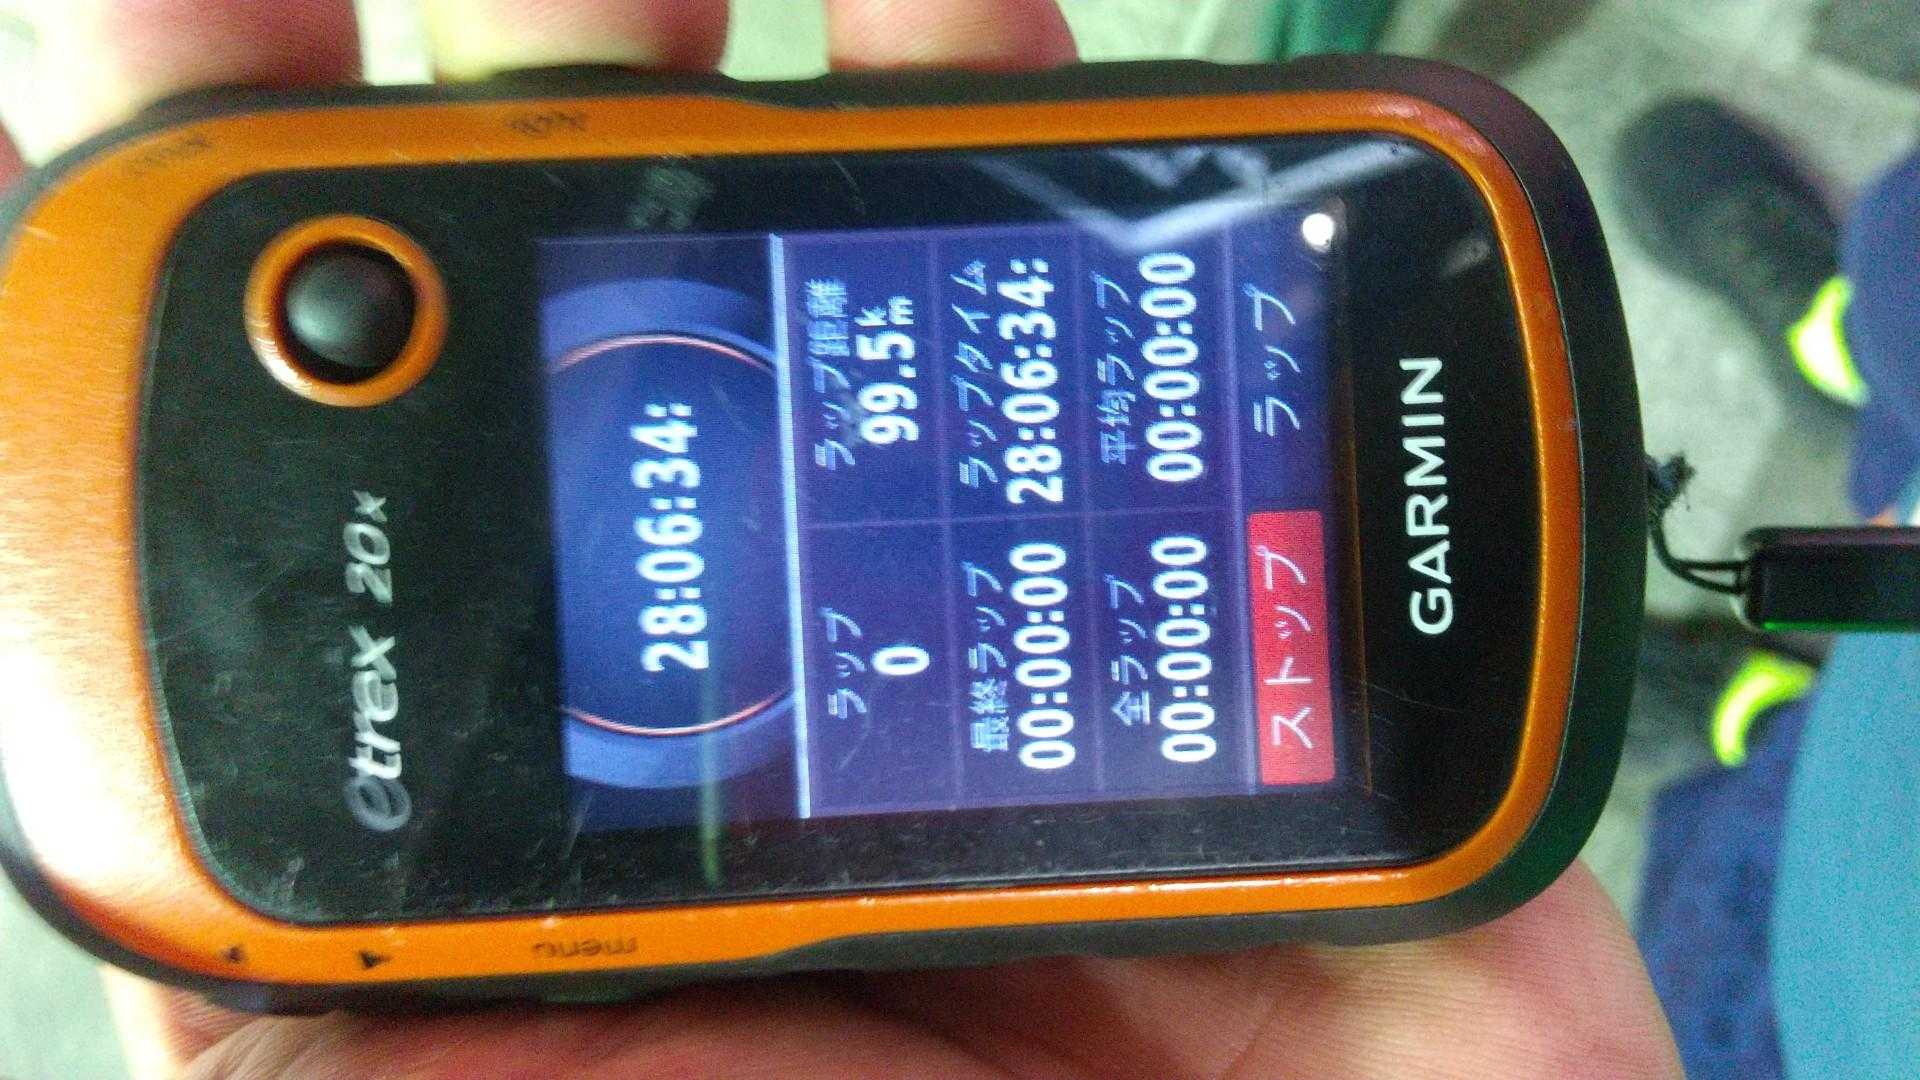 eTrex 20x
28:06:34:
ラップ
0
ラップ距離
99.5km
最終ラップ
00:00:00
ラップタイム
28:06:34:
全ラップ
00:00:00
平均ラップ
00:00:00
ストップ
ラップ
GARMIN
menu